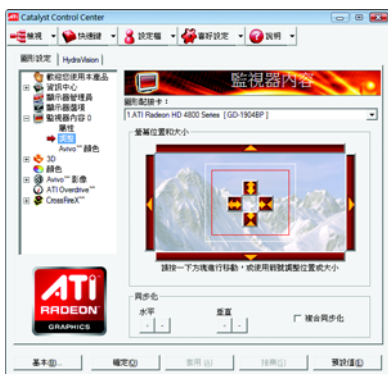 ATI Catalyst Control Center
檢視 快捷鍵 設定檔 喜好設定 說明
圖形設定 HydraVision
歡迎您使用本產品
資訊中心
顯示器管理員
顯示器選項
監視器內容 0
屬性
調整
Avivo™ 顏色
3D
顏色
Avivo™ 影像
ATI Overdrive™
CrossFireX™
ATI
RADEON
GRAPHICS
監視器內容
圖形配接卡：
1.ATI Radeon HD 4800 Series [ GD-1904BP ]
螢幕位置和大小
請按一下方塊進行移動，或使用箭號調整位置或大小
同步化
水平 垂直
- - - -
複合同步化
基本(B)... 確定(O) 套用(A) 預設值(D)